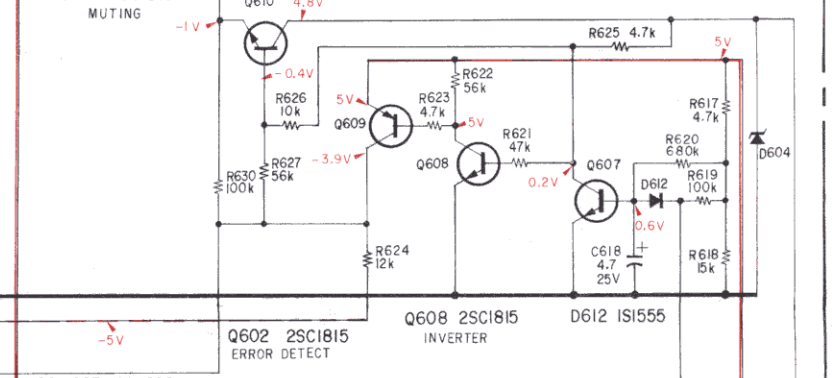 MUTING
Q610
4.8V
-1V
R625 4.7k
5V
-0.4V
R626
10k
5V
Q609
R623
4.7k
R622
56k
5V
R617
4.7k
R621
47k
R620
680k
D604
Q608
Q607
D612
R619
100k
-3.9V
R627
56k
R630
100k
0.2V
0.6V
R624
12k
C618
4.7
25V
+
R618
15k
-5V
Q602 2SC1815
ERROR DETECT
Q608 2SC1815
INVERTER
D612 1S1555